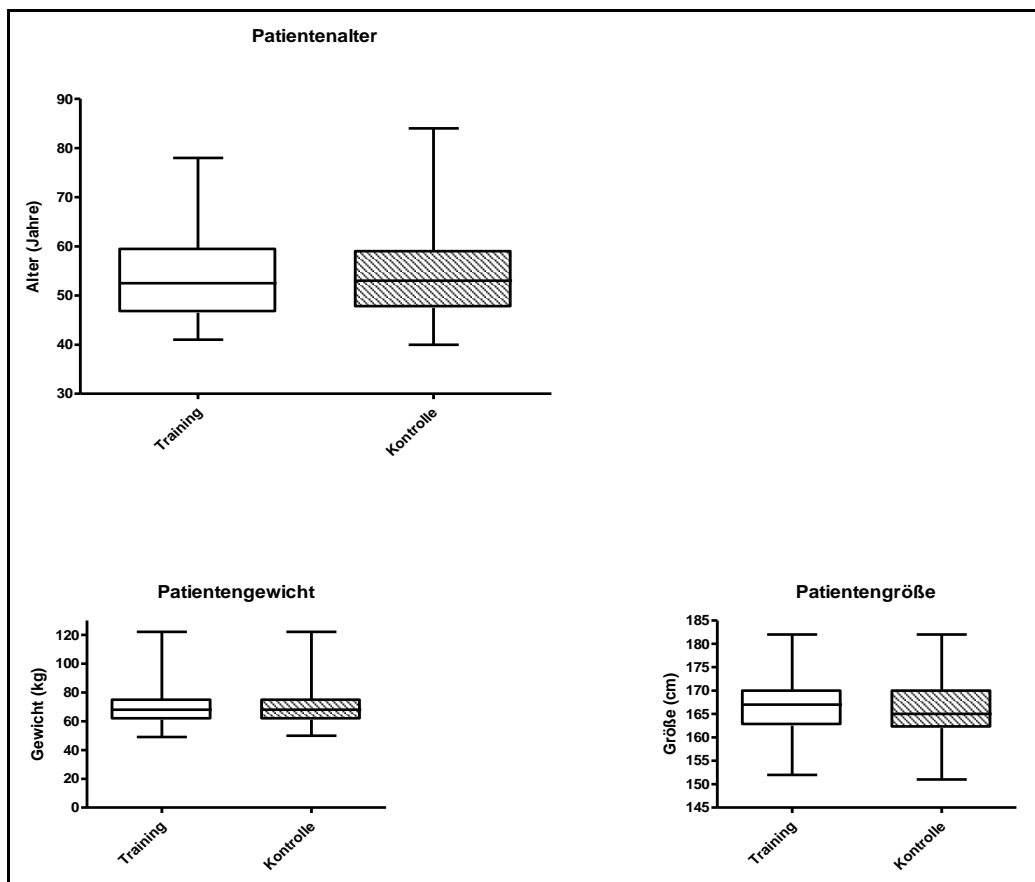 Patientenalter
Alter (Jahre)
90
80
70
60
50
40
30
Training
Kontrolle
Patientengewicht
Gewicht (kg)
120
100
80
60
40
20
0
Training
Kontrolle
Patientengröße
Größe (cm)
185
180
175
170
165
160
155
150
145
Training
Kontrolle